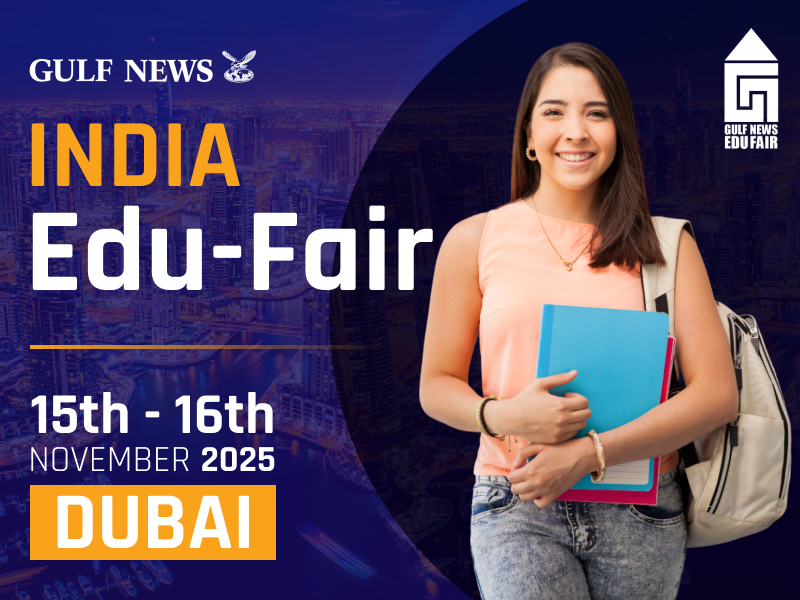 GULF NEWS
INDIA
Edu-Fair
15th - 16th
NOVEMBER 2025
DUBAI
GULF NEWS
EDU FAIR